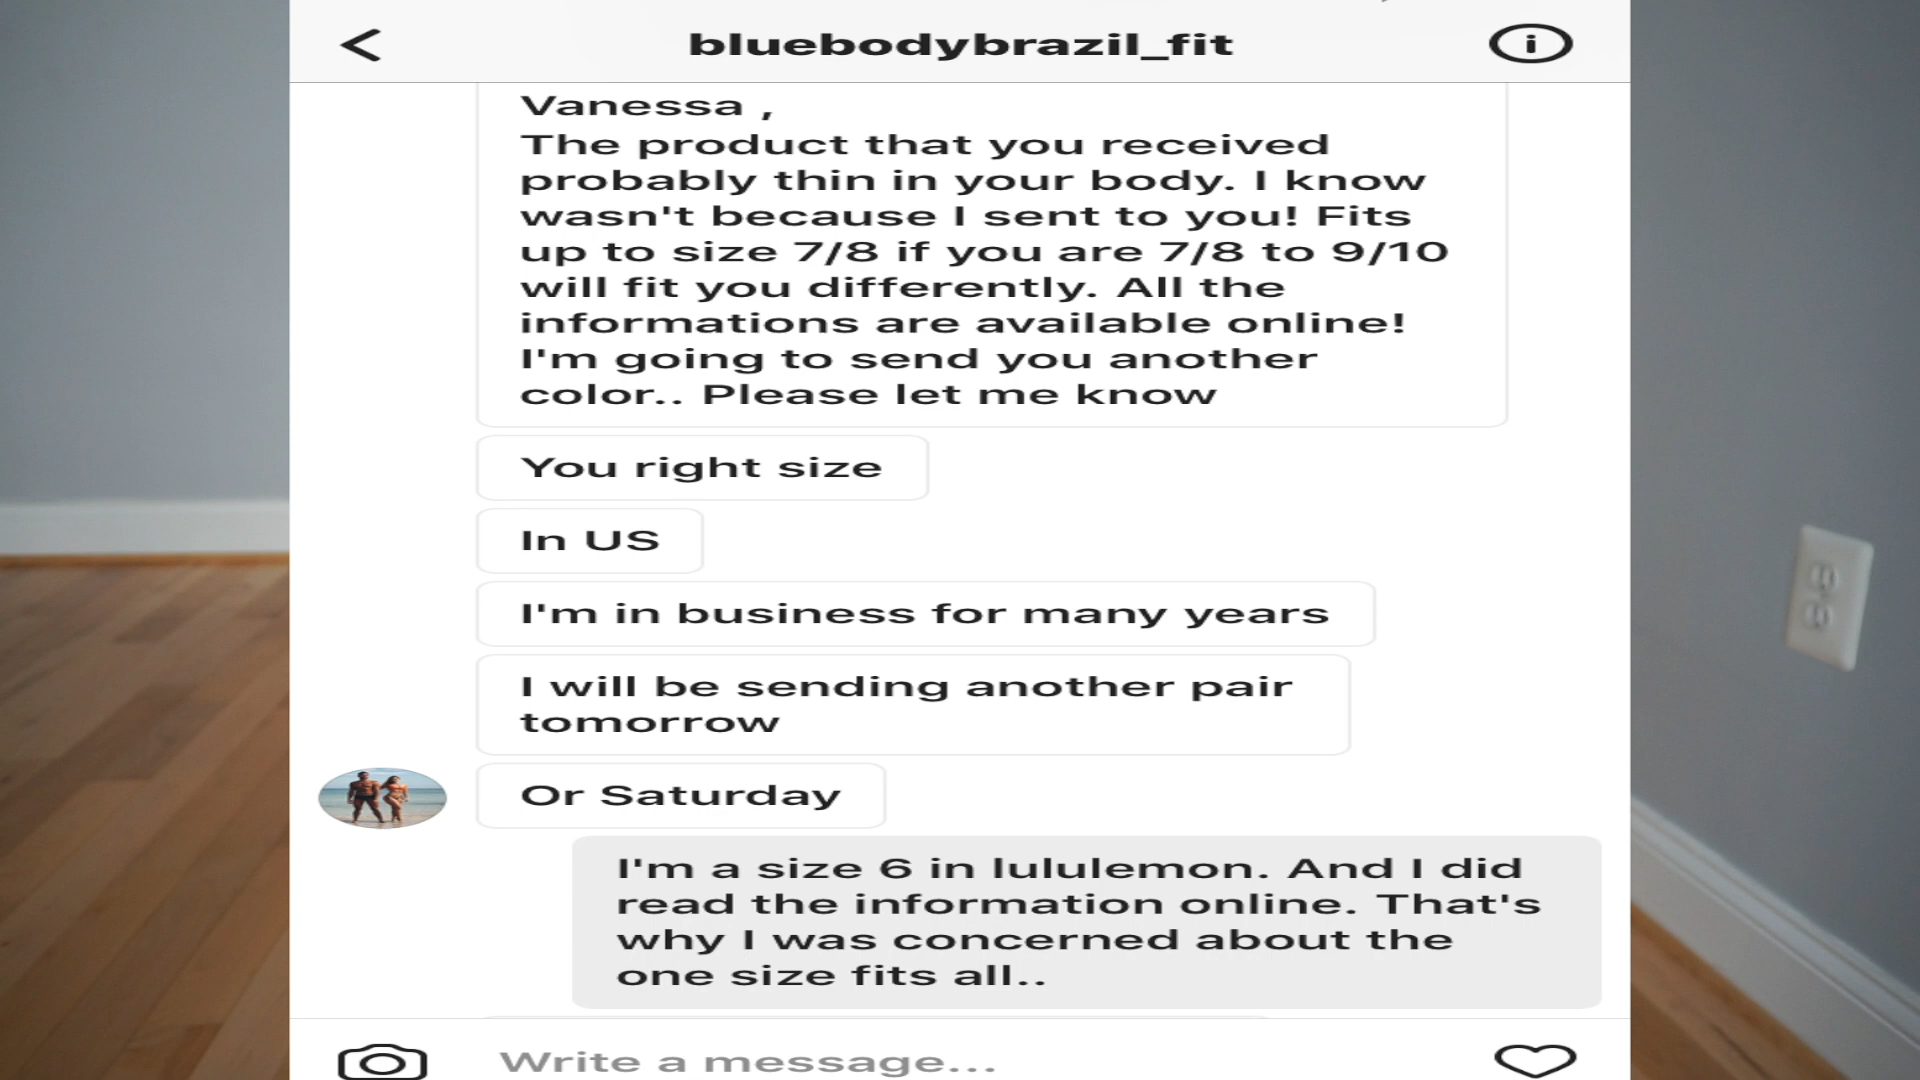 bluebodybrazil_fit
Vanessa ,
The product that you received
probably thin in your body. I know
wasn't because I sent to you! Fits
up to size 7/8 if you are 7/8 to 9/10
will fit you differently. All the
informations are available online!
I'm going to send you another
color.. Please let me know
You right size
In US
I'm in business for many years
I will be sending another pair
tomorrow
Or Saturday
I'm a size 6 in lululemon. And I did
read the information online. That's
why I was concerned about the
one size fits all..
Write a message...